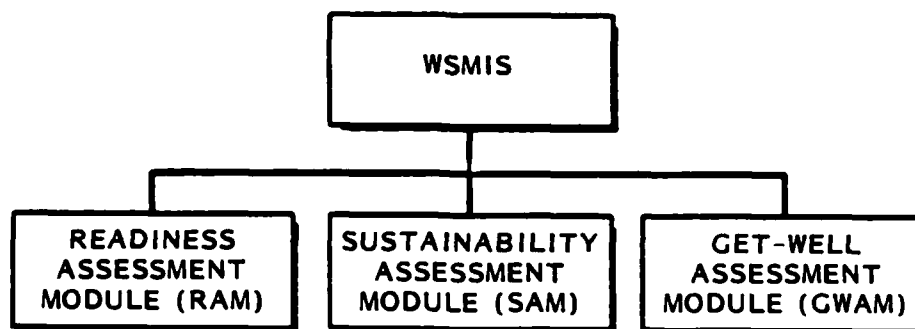 WSMIS
READINESS
ASSESSMENT
MODULE (RAM)
SUSTAINABILITY
ASSESSMENT
MODULE (SAM)
GET-WELL
ASSESSMENT
MODULE (GWAM)